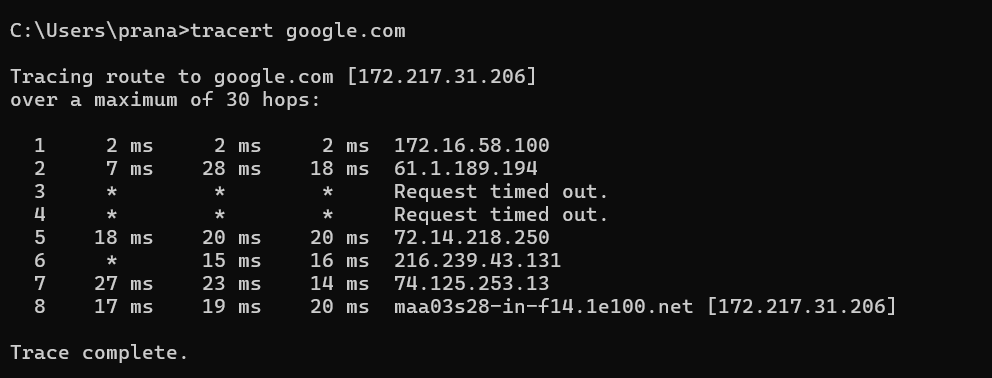 C:\Users\prana>tracert google.com
Tracing route to google.com [172.217.31.206]
over a maximum of 30 hops:
1 2 ms 2 ms 2 ms 172.16.58.100
2 7 ms 28 ms 18 ms 61.1.189.194
3 * * * Request timed out.
4 * * * Request timed out.
5 18 ms 20 ms 20 ms 72.14.218.250
6 * 15 ms 16 ms 216.239.43.131
7 27 ms 23 ms 14 ms 74.125.253.13
8 17 ms 19 ms 20 ms maa03s28-in-f14.1e100.net [172.217.31.206]
Trace complete.